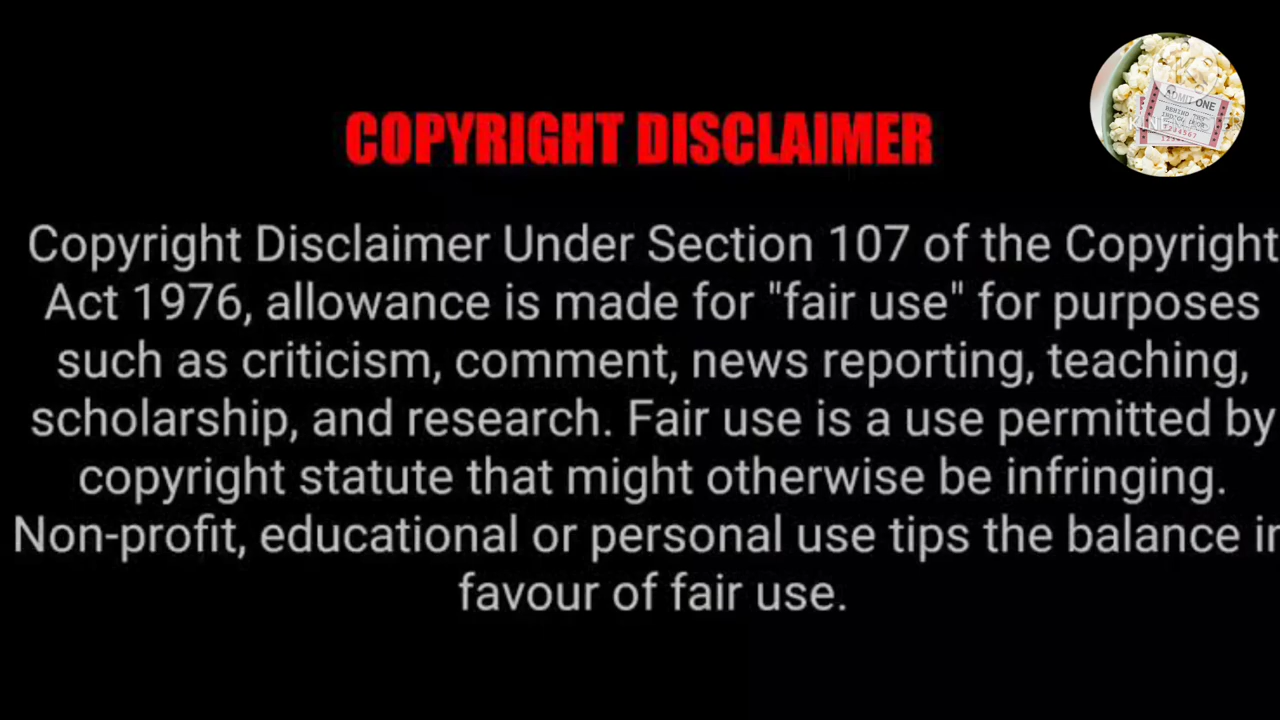 COPYRIGHT DISCLAIMER
Copyright Disclaimer Under Section 107 of the Copyright
Act 1976, allowance is made for "fair use" for purposes
such as criticism, comment, news reporting, teaching,
scholarship, and research. Fair use is a use permitted by
copyright statute that might otherwise be infringing.
Non-profit, educational or personal use tips the balance in
favour of fair use.
ADMIT ONE
BEHIND THE
1234567